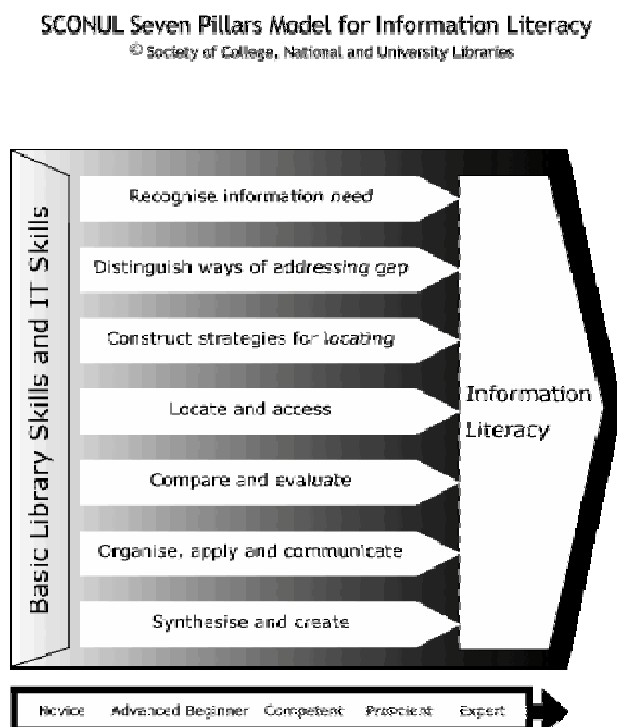 SCONUL Seven Pillars Model for Information Literacy
© Society of College, National and University Libraries
Basic Library Skills and IT Skills
Recognise information need
Distinguish ways of addressing gap
Construct strategies for locating
Locate and access
Compare and evaluate
Organise, apply and communicate
Synthesise and create
Information
Literacy
Novice Advanced Beginner Competent Proficient Expert